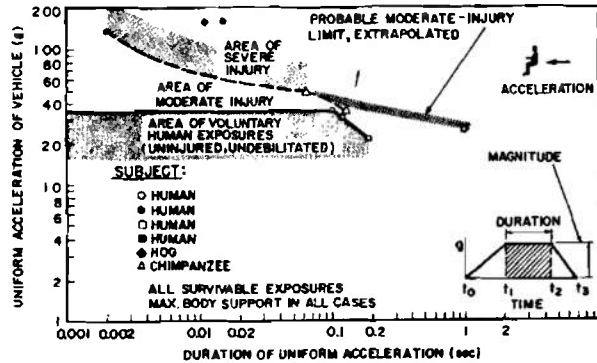 UNIFORM ACCELERATION OF VEHICLE (g)
200
100
60
40
20
10
6
4
2
1
AREA OF
SEVERE
INJURY
PROBABLE MODERATE-INJURY
LIMIT, EXTRAPOLATED
ACCELERATION
AREA OF
MODERATE INJURY
AREA OF VOLUNTARY
HUMAN EXPOSURES
(UNINJURED, UNDEBILITATED)
SUBJECT:
HUMAN
HUMAN
HUMAN
HUMAN
HOG
CHIMPANZEE
ALL SURVIVABLE EXPOSURES
MAX. BODY SUPPORT IN ALL CASES
MAGNITUDE
DURATION
g
t0 t1 t2 t3
TIME
0.001 0.002 0.01 0.02 0.1 0.2 1 2
DURATION OF UNIFORM ACCELERATION (sec)